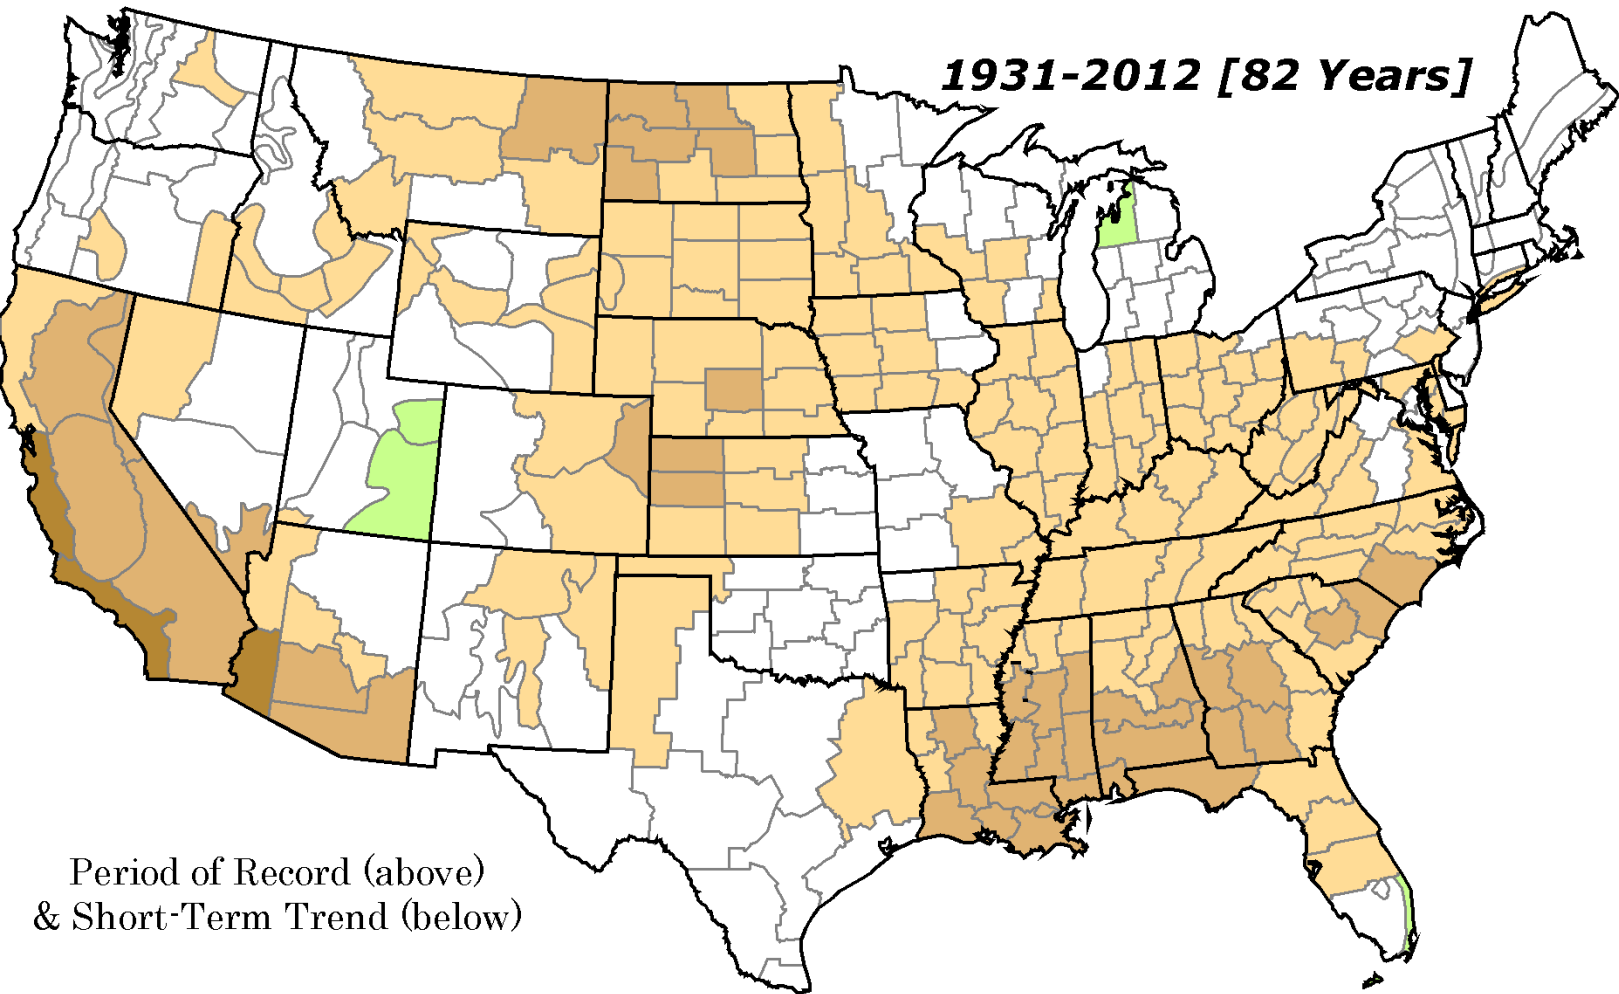 1931-2012 [82 Years]
Period of Record (above)
& Short-Term Trend (below)